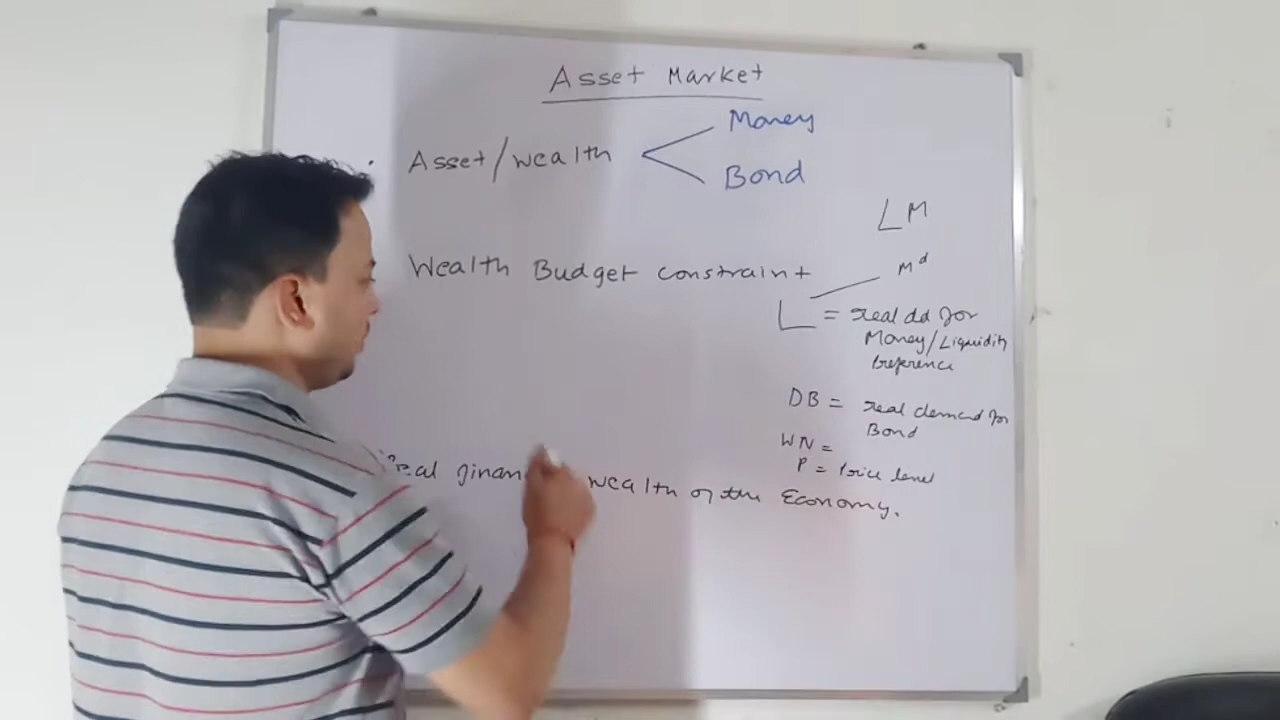 Asset Market
Asset/wealth
Money
Bond
LM
Wealth Budget constraint
M^d
L = real dd for
Money/Liquidity
Preference
DB = real demand for
Bond
WN =
P = Price level
Real wealth of the Economy.